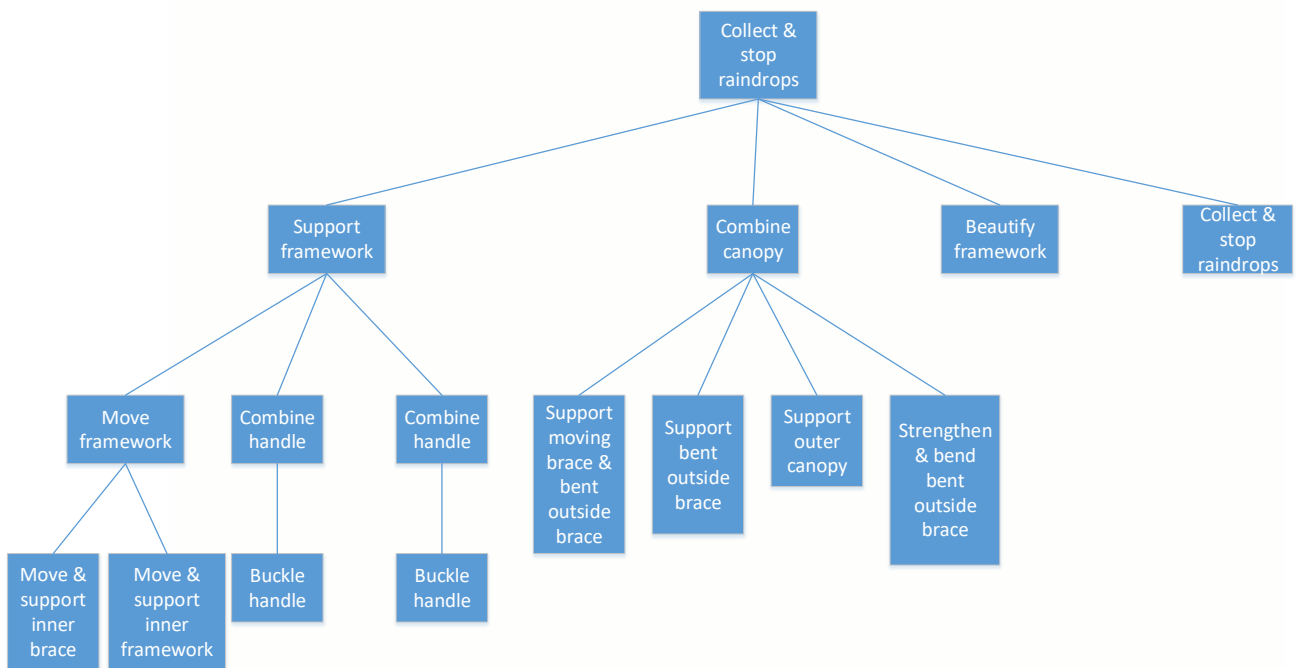 Collect &
stop
raindrops
Support
framework
Combine
canopy
Beautify
framework
Collect &
stop
raindrops
Move
framework
Combine
handle
Combine
handle
Support
moving
brace &
bent
outside
brace
Support
bent
outside
brace
Support
outer
canopy
Strengthen
& bend
bent
outside
brace
Move &
support
inner
brace
Move &
support
inner
framework
Buckle
handle
Buckle
handle